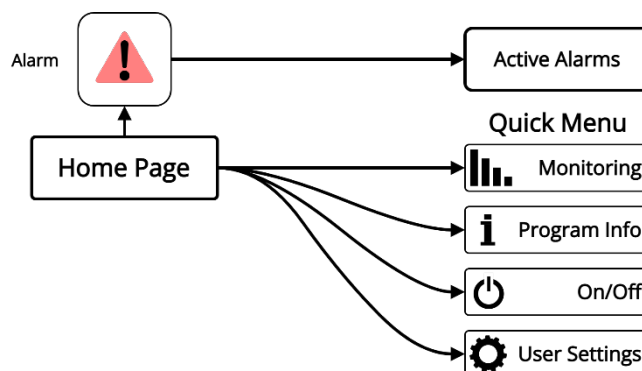 Alarm
Active Alarms
Quick Menu
Home Page
Monitoring
Program Info
On/Off
User Settings